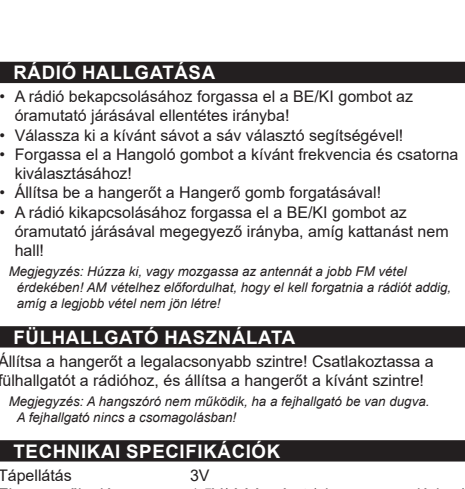 RÁDIÓ HALLGATÁSA
• A rádió bekapcsolásához forgassa el a BE/KI gombot az
óramutató járásával ellentétes irányba!
• Válassza ki a kívánt sávot a sáv választó segítségével!
• Forgassa el a Hangoló gombot a kívánt frekvencia és csatorna
kiválasztásához!
• Állítsa be a hangerőt a Hangerő gomb forgatásával!
• A rádió kikapcsolásához forgassa el a BE/KI gombot az
óramutató járásával megegyező irányba, amíg kattanást nem
hall!
Megjegyzés: Húzza ki, vagy mozgassa az antennát a jobb FM vétel
érdekében! AM vételhez előfordulhat, hogy el kell forgatnia a rádiót addig,
amíg a legjobb vétel nem jön létre!
FÜLHALLGATÓ HASZNÁLATA
Állítsa a hangerőt a legalacsonyabb szintre! Csatlakoztassa a
fülhallgatót a rádióhoz, és állítsa a hangerőt a kívánt szintre!
Megjegyzés: A hangszóró nem működik, ha a fejhallgató be van dugva.
A fejhallgató nincs a csomagolásban!
TECHNIKAI SPECIFIKÁCIÓK
Tápellátás 3V